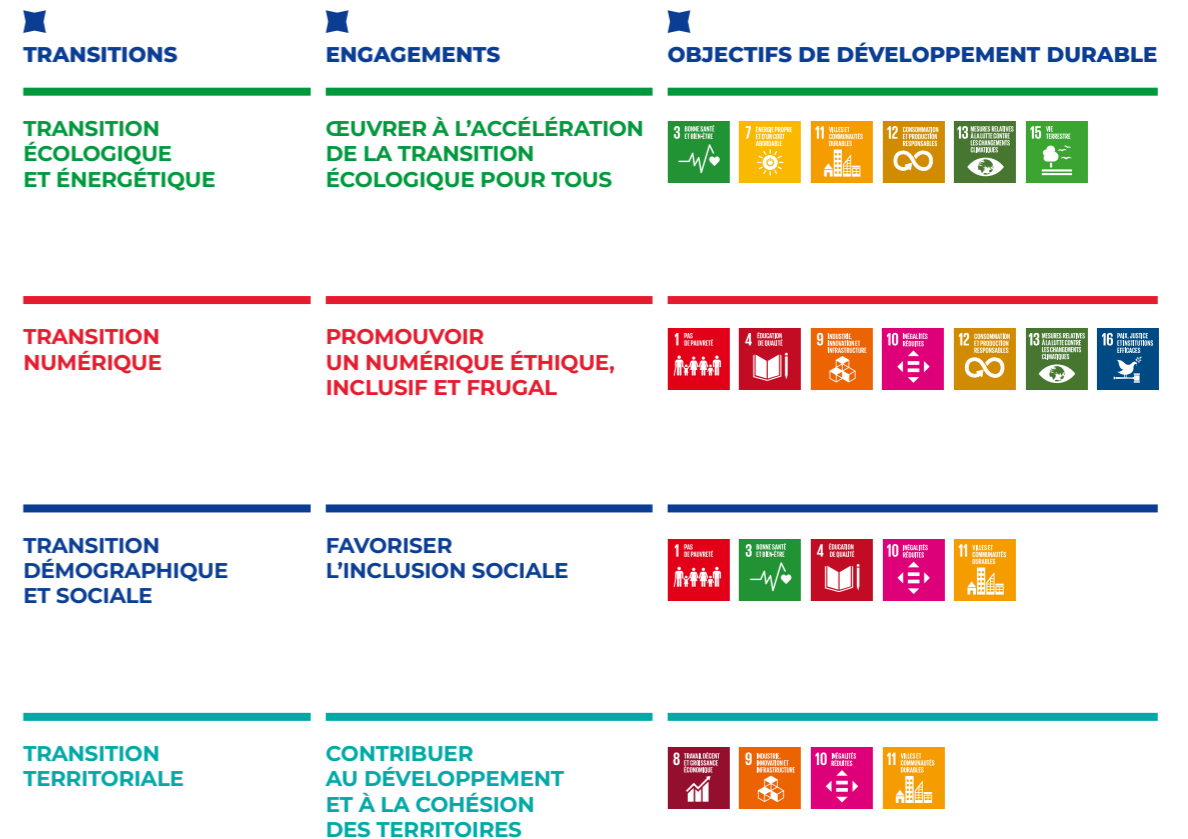 TRANSITIONS
ENGAGEMENTS
OBJECTIFS DE DÉVELOPPEMENT DURABLE
TRANSITION
ÉCOLOGIQUE
ET ÉNERGÉTIQUE
ŒUVRER À L’ACCÉLÉRATION
DE LA TRANSITION
ÉCOLOGIQUE POUR TOUS
3 BONNE SANTÉ
ET BIEN-ÊTRE
7 ÉNERGIE PROPRE
ET D'UN COÛT
ABORDABLE
11 VILLES ET
COMMUNAUTÉS
DURABLES
12 CONSOMMATION
ET PRODUCTION
RESPONSABLES
13 MESURES RELATIVES
À LA LUTTE CONTRE
LES CHANGEMENTS
CLIMATIQUES
15 VIE
TERRESTRE
TRANSITION
NUMÉRIQUE
PROMOUVOIR
UN NUMÉRIQUE ÉTHIQUE,
INCLUSIF ET FRUGAL
1 PAS
DE PAUVRETÉ
4 ÉDUCATION
DE QUALITÉ
9 INDUSTRIE,
INNOVATION ET
INFRASTRUCTURE
10 INÉGALITÉS
RÉDUITES
12 CONSOMMATION
ET PRODUCTION
RESPONSABLES
13 MESURES RELATIVES
À LA LUTTE CONTRE
LES CHANGEMENTS
CLIMATIQUES
16 PAIX, JUSTICE
ET INSTITUTIONS
EFFICACES
TRANSITION
DÉMOGRAPHIQUE
ET SOCIALE
FAVORISER
L’INCLUSION SOCIALE
1 PAS
DE PAUVRETÉ
3 BONNE SANTÉ
ET BIEN-ÊTRE
4 ÉDUCATION
DE QUALITÉ
10 INÉGALITÉS
RÉDUITES
11 VILLES ET
COMMUNAUTÉS
DURABLES
TRANSITION
TERRITORIALE
CONTRIBUER
AU DÉVELOPPEMENT
ET À LA COHÉSION
DES TERRITOIRES
8 TRAVAIL DÉCENT
ET CROISSANCE
ÉCONOMIQUE
9 INDUSTRIE,
INNOVATION ET
INFRASTRUCTURE
10 INÉGALITÉS
RÉDUITES
11 VILLES ET
COMMUNAUTÉS
DURABLES